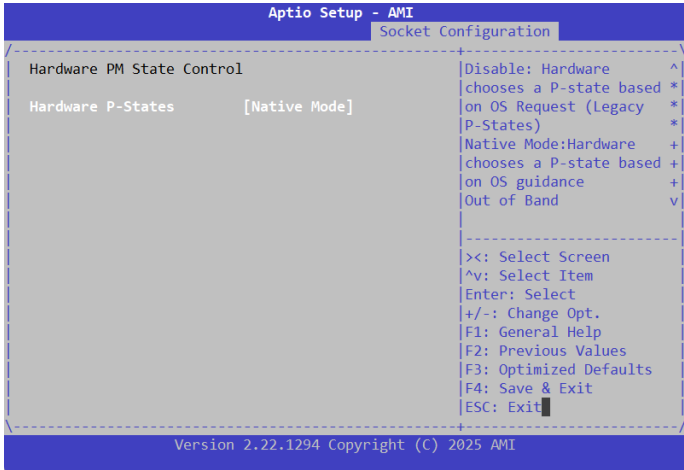 Aptio Setup - AMI
Socket Configuration
Hardware PM State Control
Hardware P-States [Native Mode]
Disable: Hardware ^
chooses a P-state based *
on OS Request (Legacy *
P-States) *
Native Mode:Hardware +
chooses a P-state based +
on OS guidance +
Out of Band v
><: Select Screen
^v: Select Item
Enter: Select
+/-: Change Opt.
F1: General Help
F2: Previous Values
F3: Optimized Defaults
F4: Save & Exit
ESC: Exit
Version 2.22.1294 Copyright (C) 2025 AMI